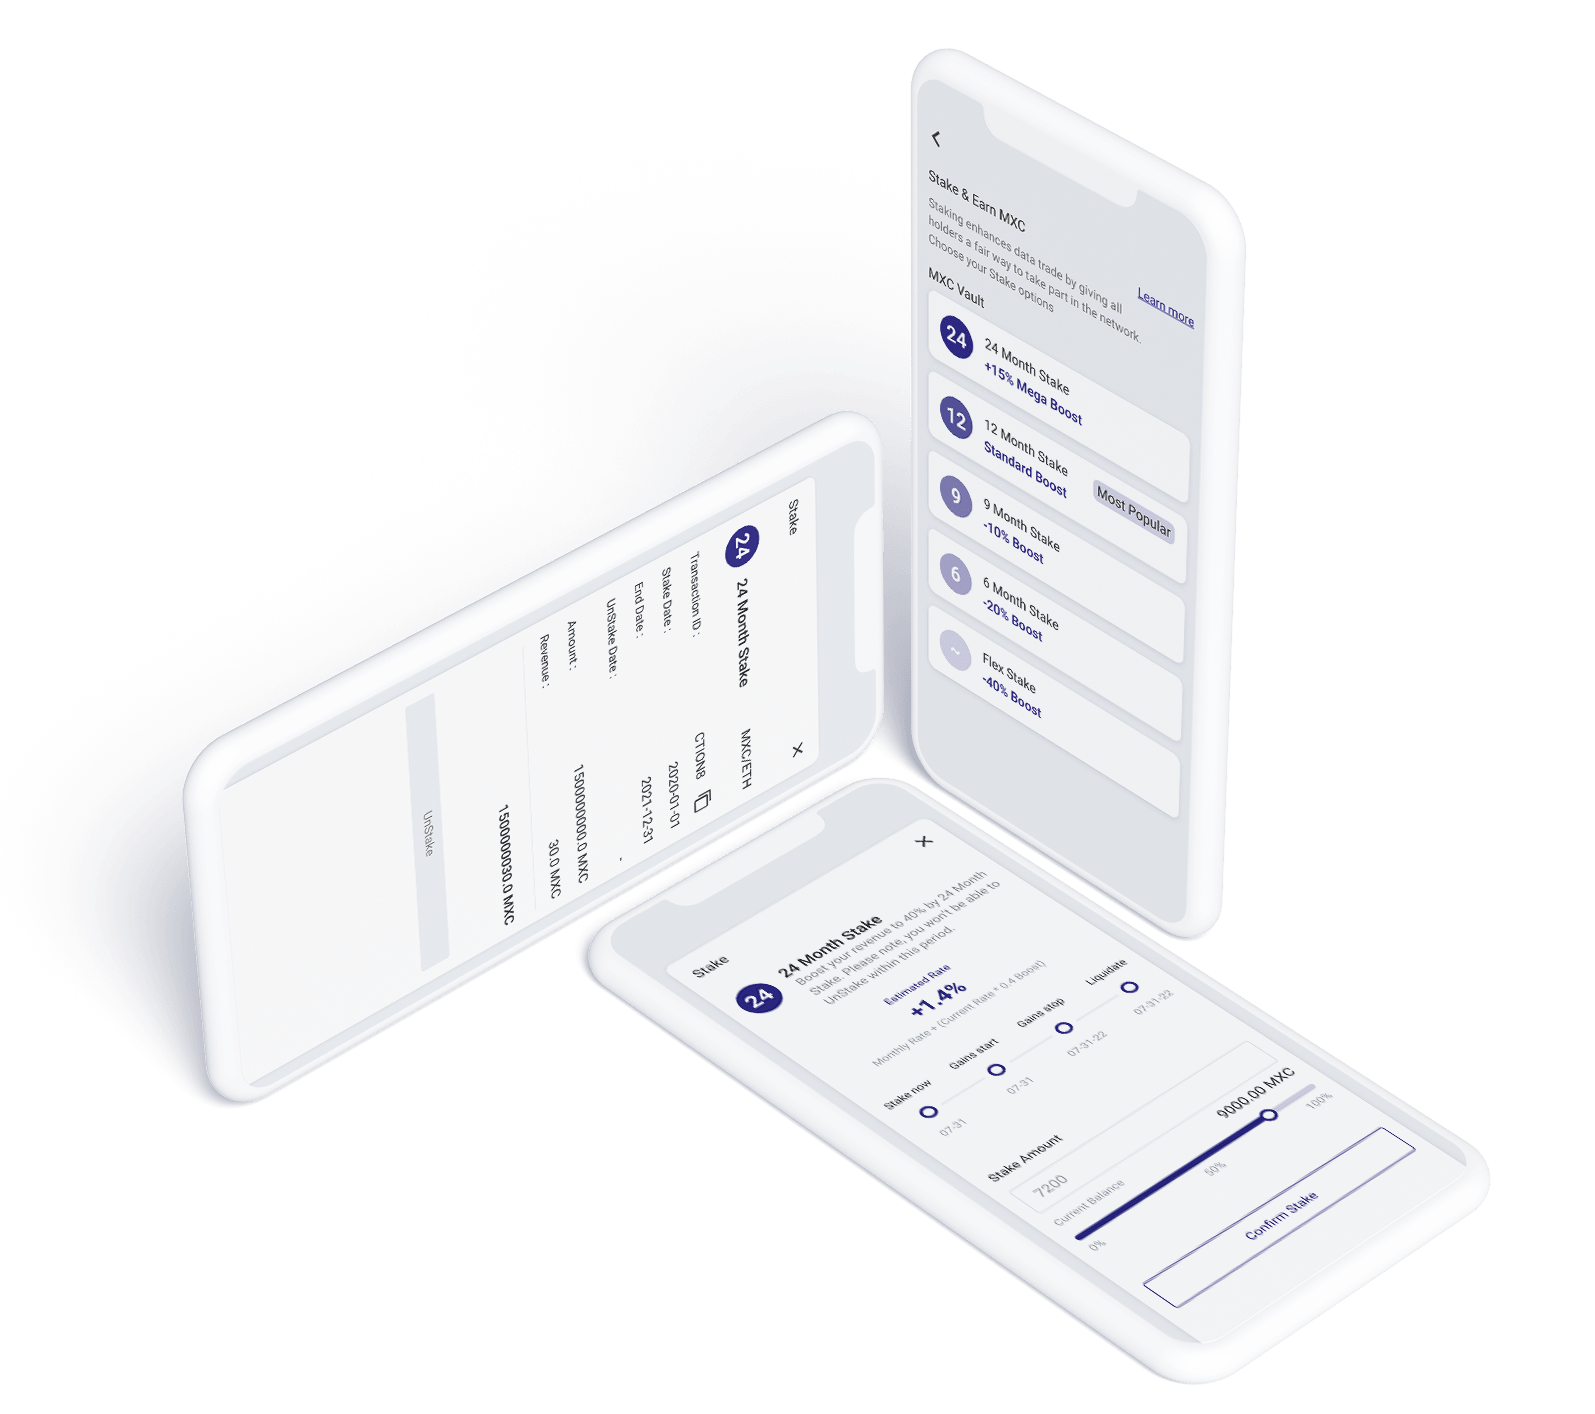 Stake & Earn MXC
Staking enhances data trade by giving all
holders a fair way to take part in the network.
Choose your Stake options
Learn more
MXC Vault
24
24 Month Stake
+15% Mega Boost
12
12 Month Stake
Standard Boost
Most Popular
9
9 Month Stake
-10% Boost
6
6 Month Stake
-20% Boost
~
Flex Stake
-40% Boost
Stake
24
24 Month Stake
MXC/ETH
Transaction ID :
CTION8
Stake Date :
2020-01-01
End Date :
2021-12-31
UnStake Date :
-
Amount :
1500000000.0 MXC
Revenue :
30.0 MXC
1500000030.0 MXC
UnStake
Stake
24
24 Month Stake
Boost your revenue to 40% by 24 Month
Stake. Please note, you won't be able to
UnStake within this period.
Estimated Rate
+1.4%
Monthly Rate + (Current Rate * 0.4 Boost)
Stake now
Gains start
Gains stop
Liquidate
07-31
07-31
07-31-22
07-31-22
Stake Amount
7200
Current Balance
9000.00 MXC
0%
50%
100%
Confirm Stake